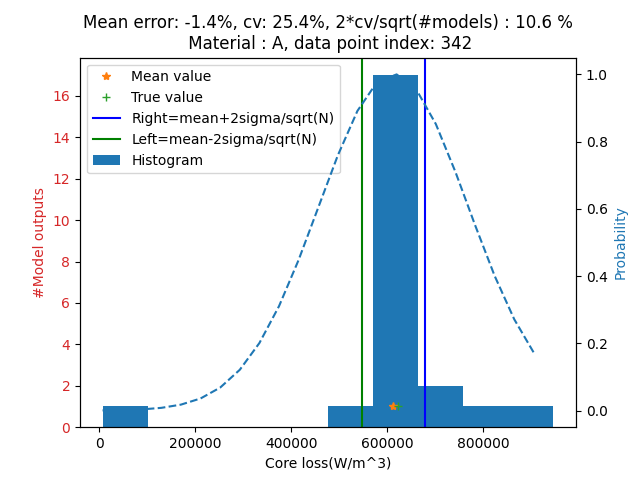 Mean error: -1.4%, cv: 25.4%, 2*cv/sqrt(#models) : 10.6 %
Material : A, data point index: 342
Mean value
True value
Right=mean+2sigma/sqrt(N)
Left=mean-2sigma/sqrt(N)
Histogram
#Model outputs
16
14
12
10
8
6
4
2
0
1.0
0.8
0.6
0.4
0.2
0.0
Probability
0
200000
400000
600000
800000
Core loss(W/m^3)